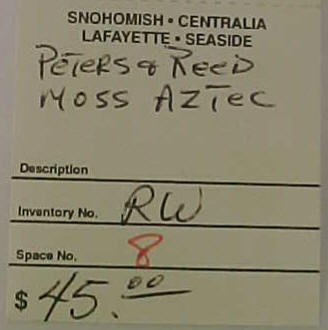 SNOHOMISH • CENTRALIA
LAFAYETTE • SEASIDE
PETERS & REED
MOSS AZTEC
Description
Inventory No. RW
Space No. 8
$ 45.00